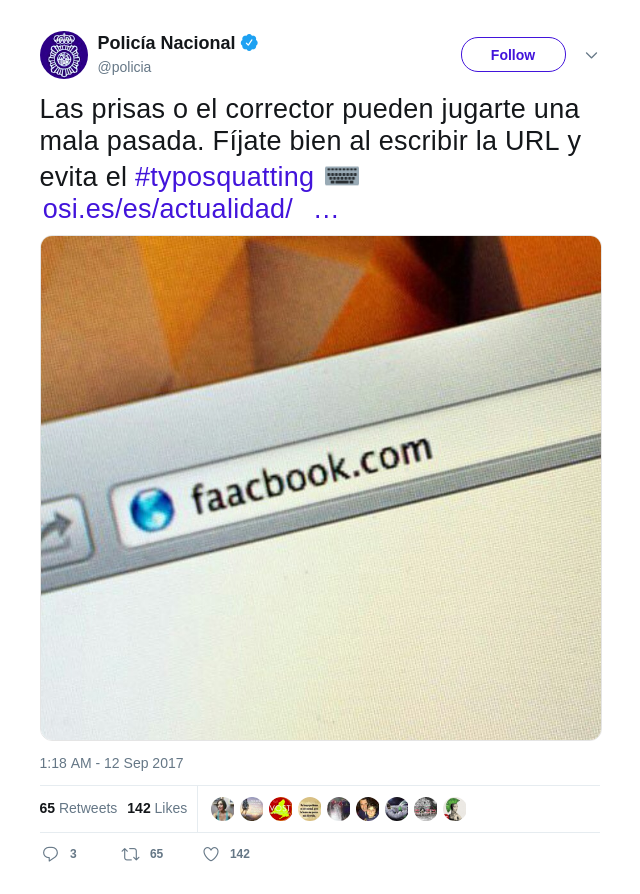 Policía Nacional
@policia
Follow
Las prisas o el corrector pueden jugarte una
mala pasada. Fíjate bien al escribir la URL y
evita el #typosquatting
osi.es/es/actualidad/ …
faacbook.com
1:18 AM - 12 Sep 2017
65 Retweets 142 Likes
3 65 142